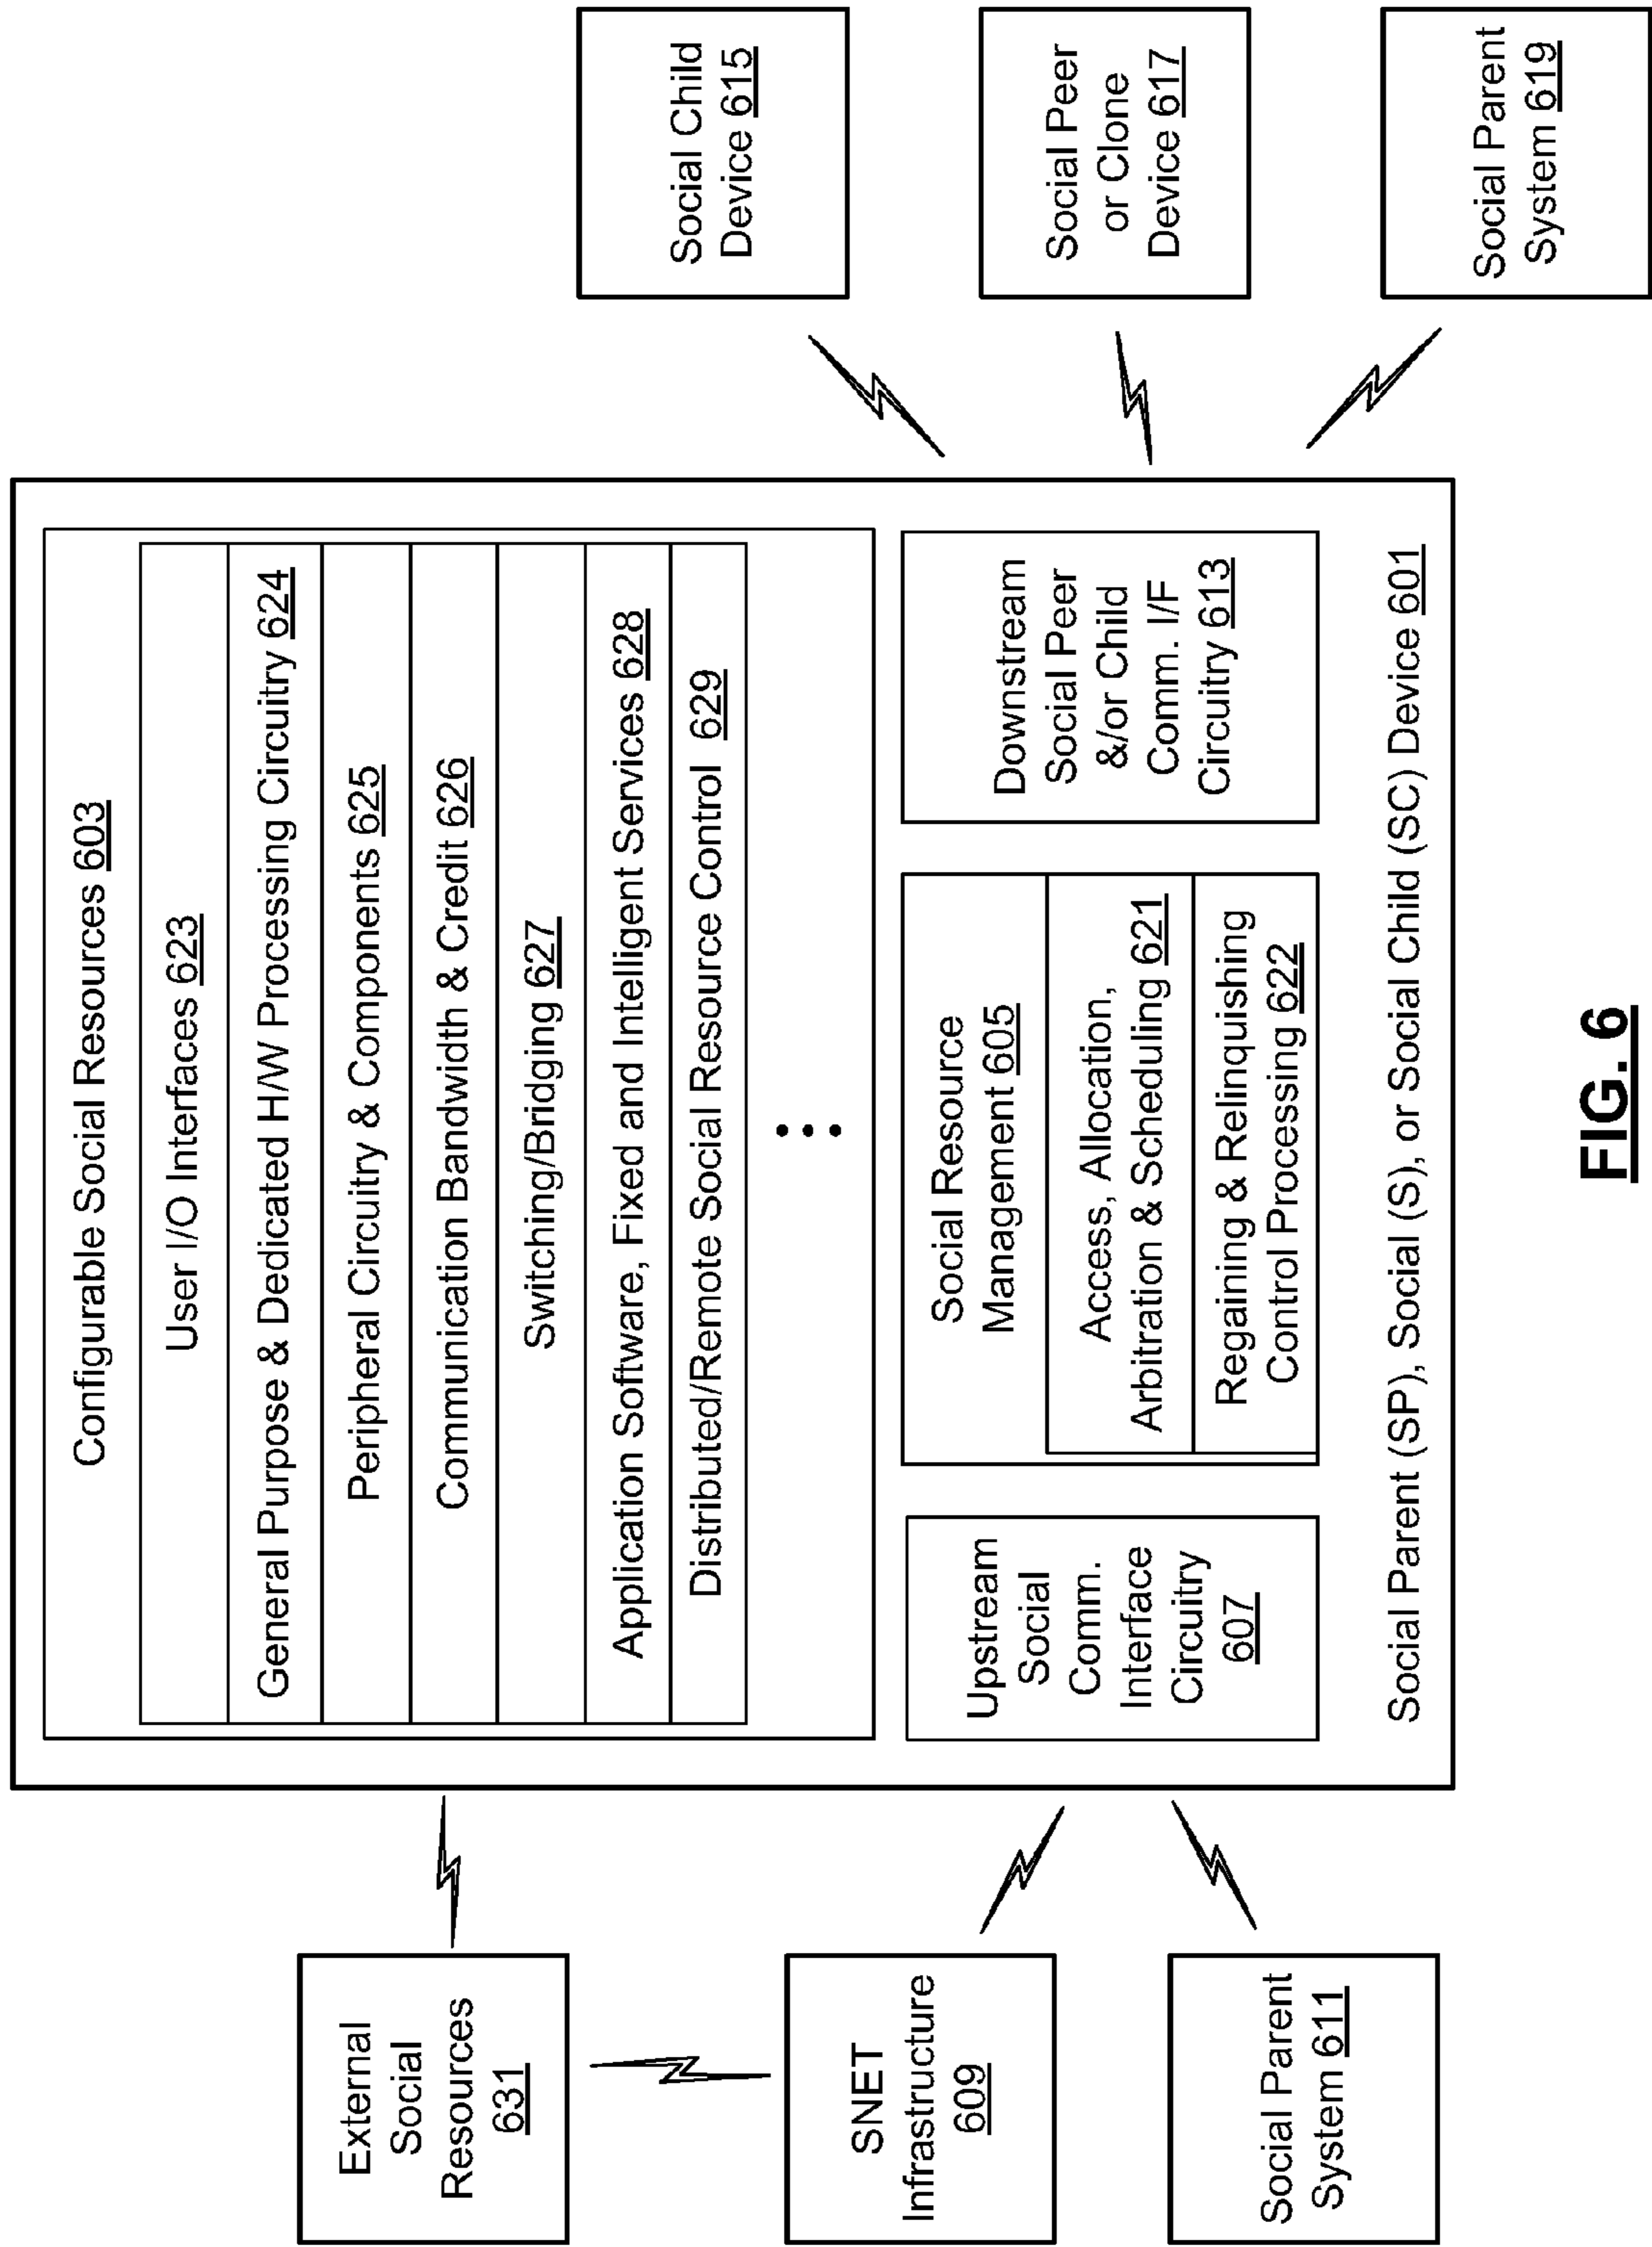 Configurable Social Resources 603
User I/O Interfaces 623
General Purpose & Dedicated H/W Processing Circuitry 624
Peripheral Circuitry & Components 625
Communication Bandwidth & Credit 626
Switching/Bridging 627
Application Software, Fixed and Intelligent Services 628
Distributed/Remote Social Resource Control 629
Upstream
Social
Comm.
Interface
Circuitry
607
Social Resource
Management 605
Access, Allocation,
Arbitration & Scheduling 621
Regaining & Relinquishing
Control Processing 622
Downstream
Social Peer
&/or Child
Comm. I/F
Circuitry 613
Social Parent (SP), Social (S), or Social Child (SC) Device 601
External
Social
Resources
631
SNET
Infrastructure
609
Social Parent
System 611
Social Child
Device 615
Social Peer
or Clone
Device 617
Social Parent
System 619
FIG. 6